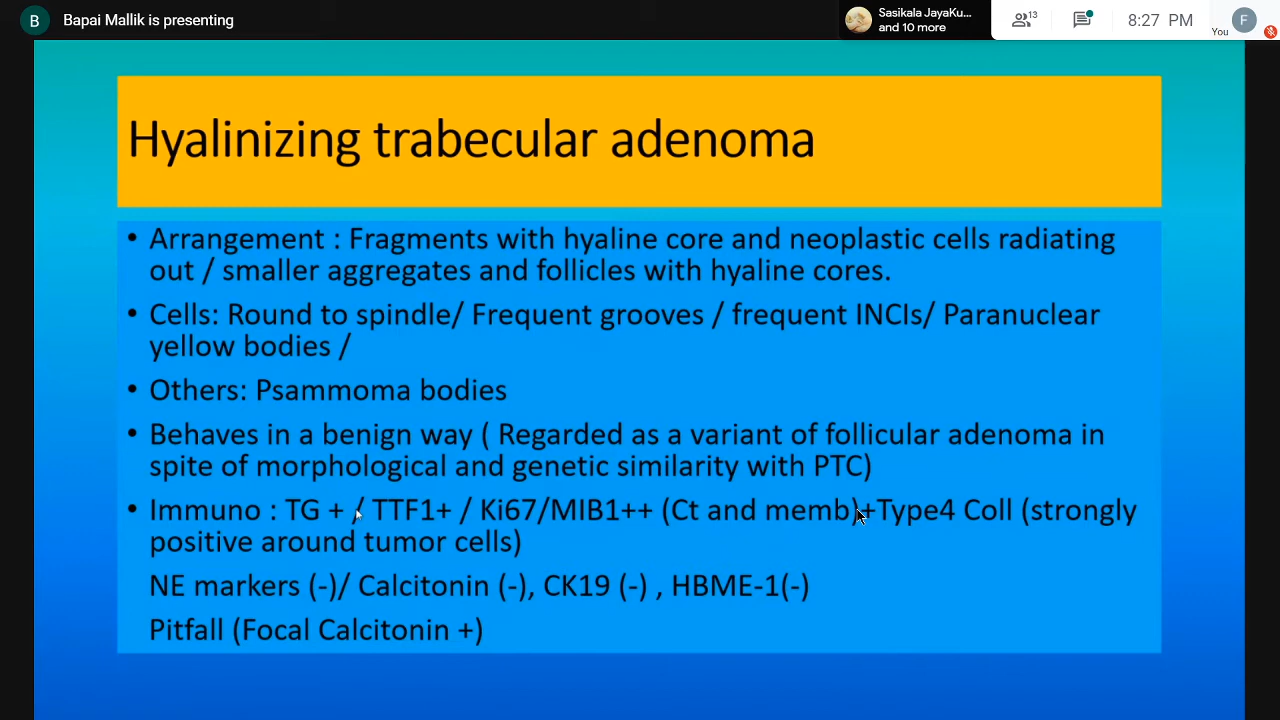 B Bapai Mallik is presenting
Sasikala JayaKu...
and 10 more
13
8:27 PM
You
F
Hyalinizing trabecular adenoma
• Arrangement : Fragments with hyaline core and neoplastic cells radiating
out / smaller aggregates and follicles with hyaline cores.
• Cells: Round to spindle/ Frequent grooves / frequent INCIs/ Paranuclear
yellow bodies /
• Others: Psammoma bodies
• Behaves in a benign way ( Regarded as a variant of follicular adenoma in
spite of morphological and genetic similarity with PTC)
• Immuno : TG + / TTF1+ / Ki67/MIB1++ (Ct and memb)+Type4 Coll (strongly
positive around tumor cells)
NE markers (-)/ Calcitonin (-), CK19 (-) , HBME-1(-)
Pitfall (Focal Calcitonin +)